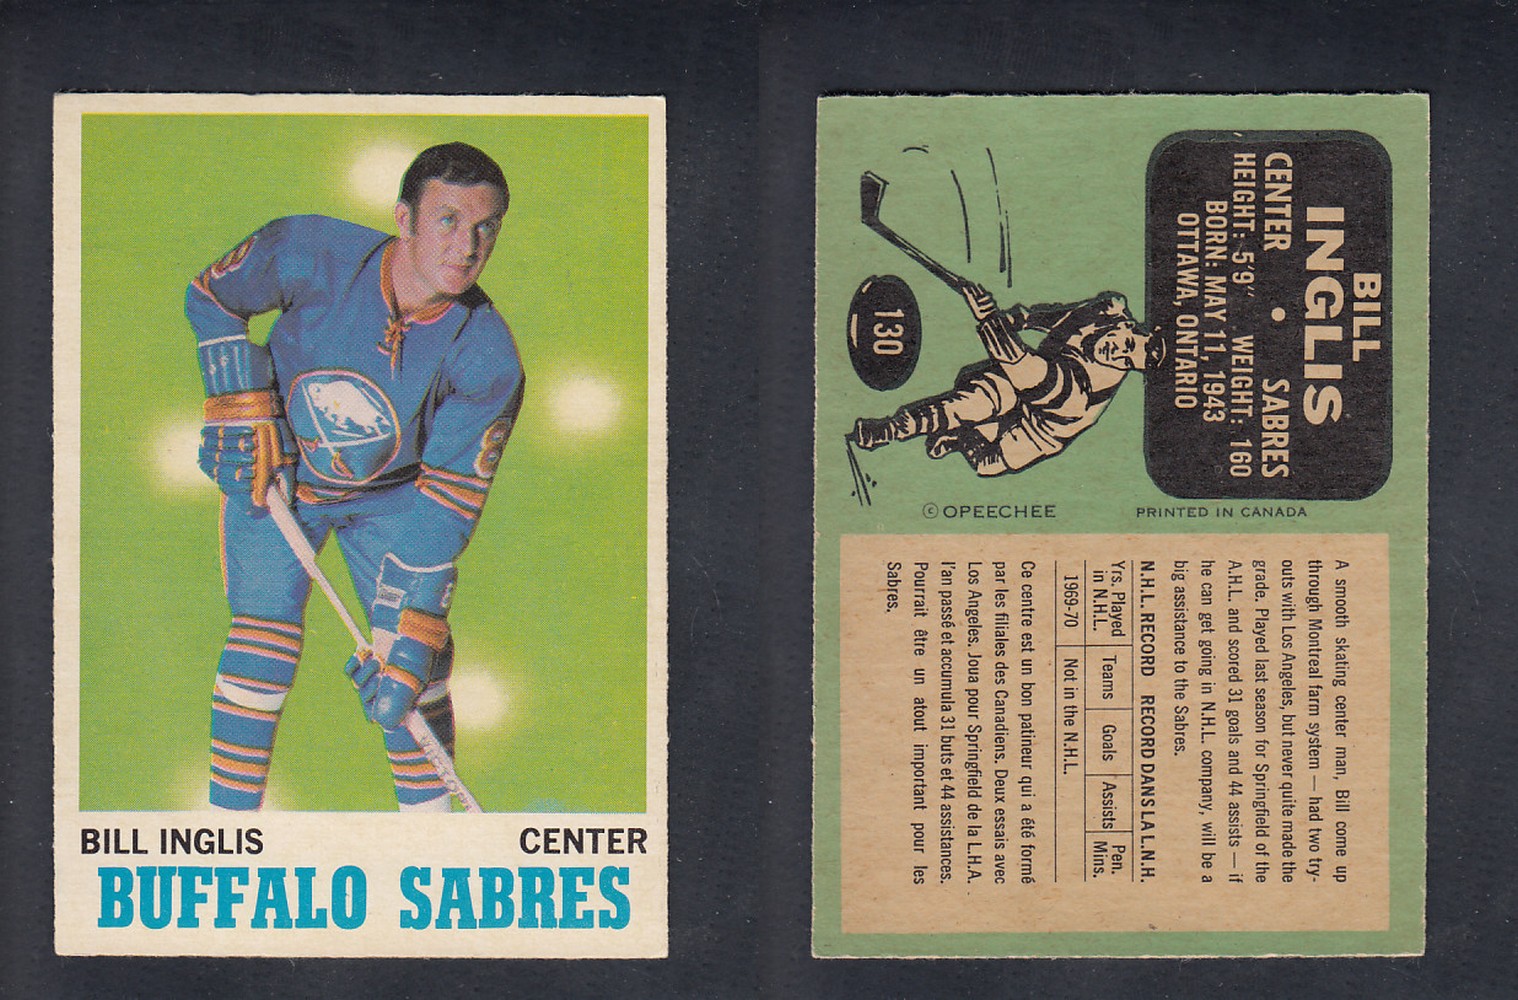 BILL INGLIS
CENTER
BUFFALO SABRES
BILL
INGLIS
CENTER • SABRES
HEIGHT: 5'9" WEIGHT: 160
BORN: MAY 11, 1943
OTTAWA, ONTARIO
130
© OPEECHEE
PRINTED IN CANADA
A smooth skating center man, Bill come up
through Montreal farm system — had two try-
outs with Los Angeles, but never quite made the
grade. Played last season for Springfield of the
A.H.L. and scored 31 goals and 44 assists — if
he can get going in N.H.L. company, will be a
big assistance to the Sabres.
N.H.L. RECORD RECORD DANS LA L.N.H.
Yrs. Played in N.H.L. Teams Goals Assists Pen. Mins.
1969-70 Not in the N.H.L.
Ce centre est un bon patineur qui a été formé
par les filiales des Canadiens. Deux essais avec
Los Angeles. Joua pour Springfield de la L.H.A.
l'an passé et accumula 31 buts et 44 assistances.
Pourrait être un atout important pour les
Sabres.